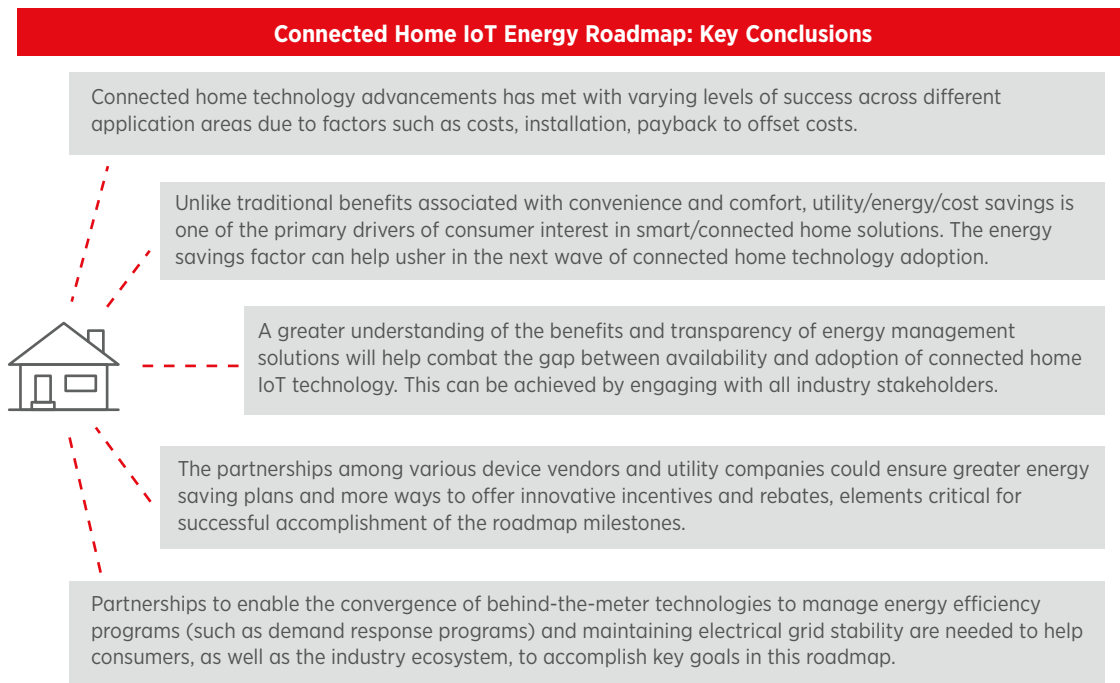 Connected Home IoT Energy Roadmap: Key Conclusions
Connected home technology advancements has met with varying levels of success across different
application areas due to factors such as costs, installation, payback to offset costs.
Unlike traditional benefits associated with convenience and comfort, utility/energy/cost savings is
one of the primary drivers of consumer interest in smart/connected home solutions. The energy
savings factor can help usher in the next wave of connected home technology adoption.
A greater understanding of the benefits and transparency of energy management
solutions will help combat the gap between availability and adoption of connected home
IoT technology. This can be achieved by engaging with all industry stakeholders.
The partnerships among various device vendors and utility companies could ensure greater energy
saving plans and more ways to offer innovative incentives and rebates, elements critical for
successful accomplishment of the roadmap milestones.
Partnerships to enable the convergence of behind-the-meter technologies to manage energy efficiency
programs (such as demand response programs) and maintaining electrical grid stability are needed to help
consumers, as well as the industry ecosystem, to accomplish key goals in this roadmap.